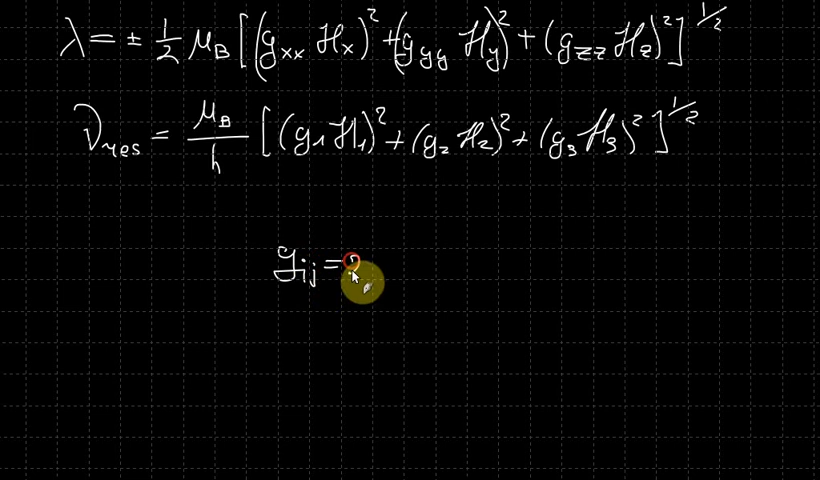 λ = ± 1/2 μ_B [(g_xx H_x)² + (g_yy H_y)² + (g_zz H_z)²]^1/2
ν_res = μ_B/h [(g_1 H_1)² + (g_2 H_2)² + (g_3 H_3)²]^1/2
g_ij = ?